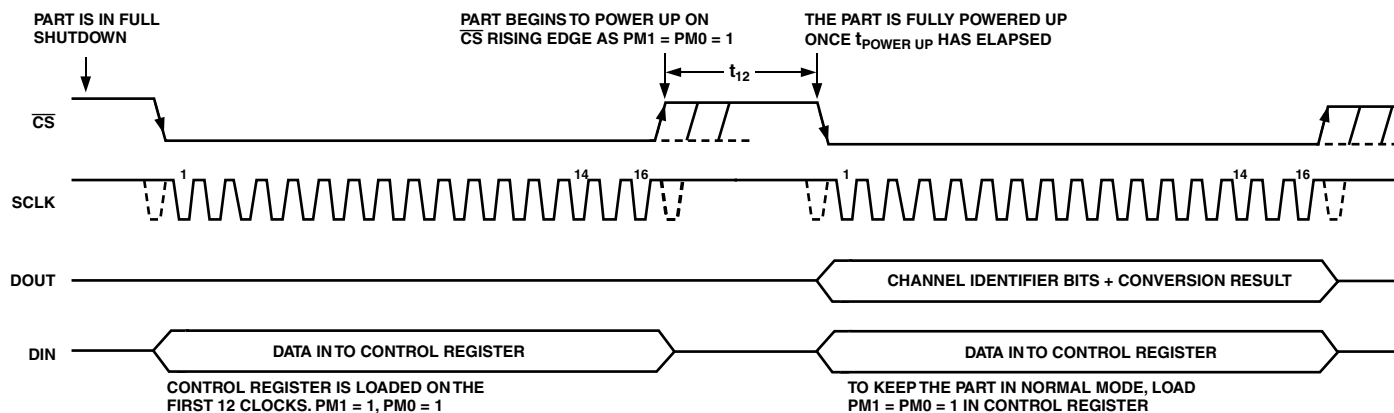 PART IS IN FULL
SHUTDOWN
PART BEGINS TO POWER UP ON
CS RISING EDGE AS PM1 = PM0 = 1
THE PART IS FULLY POWERED UP
ONCE tPOWER UP HAS ELAPSED
t12
CS
1
14
16
1
14
16
SCLK
DOUT
CHANNEL IDENTIFIER BITS + CONVERSION RESULT
DIN
DATA IN TO CONTROL REGISTER
DATA IN TO CONTROL REGISTER
CONTROL REGISTER IS LOADED ON THE
FIRST 12 CLOCKS. PM1 = 1, PM0 = 1
TO KEEP THE PART IN NORMAL MODE, LOAD
PM1 = PM0 = 1 IN CONTROL REGISTER